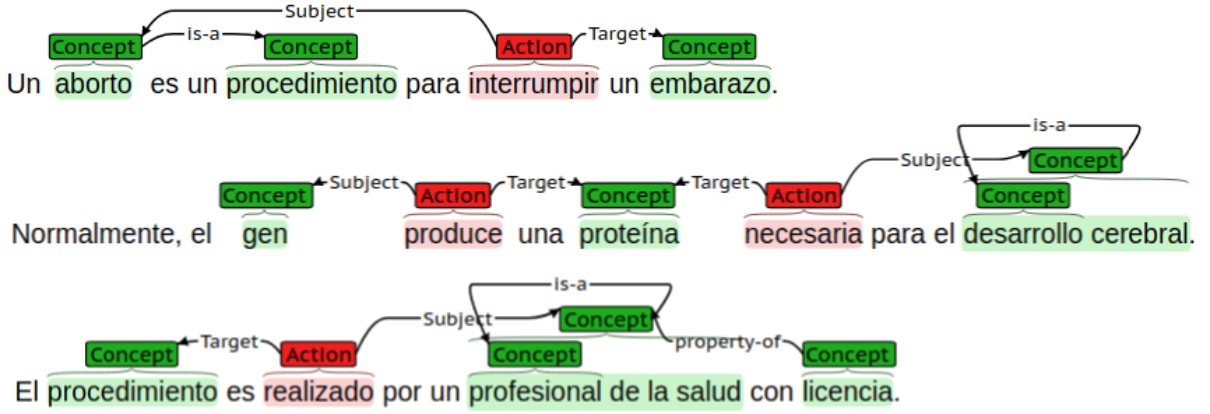 Subject
Concept is-a Concept Action Target Concept
Un aborto es un procedimiento para interrumpir un embarazo.
is-a
Subject Concept
Concept Subject Action Target Concept Target Action Concept
Normalmente, el gen produce una proteína necesaria para el desarrollo cerebral.
is-a
Subject Concept
Concept Target Action Concept property-of Concept
El procedimiento es realizado por un profesional de la salud con licencia.